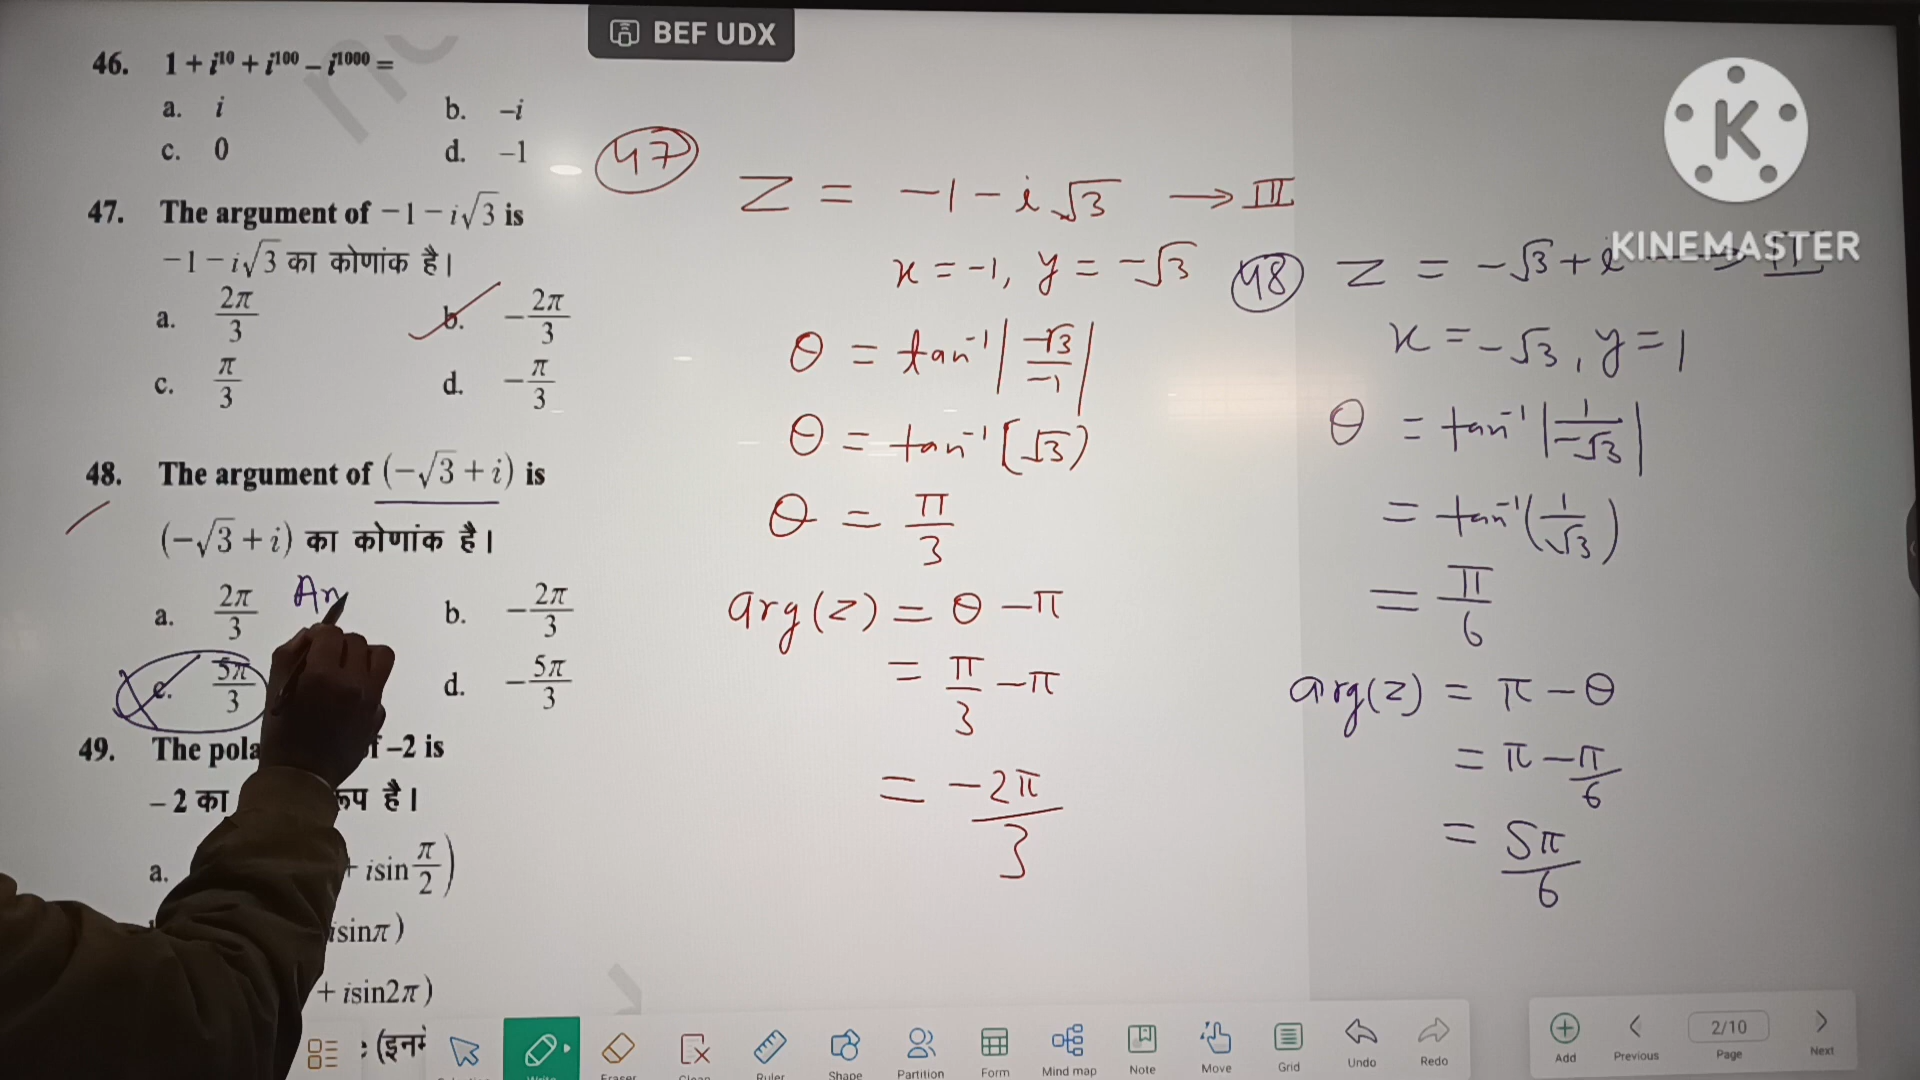 BEF UDX
46. 1 + i¹⁰ + i¹⁰⁰ – i¹⁰⁰⁰ =
a. i b. –i
c. 0 d. –1
47. The argument of −1 − i√3 is
−1 − i√3 का कोणांक है।
a. 2π/3 b. −2π/3
c. π/3 d. −π/3
48. The argument of (−√3 + i) is
(−√3 + i) का कोणांक है।
a. 2π/3 b. −2π/3
c. 5π/3 d. −5π/3
An
49. The pola –2 is
– 2 का है।
a. + isin π/2)
isinπ)
+ isin2π)
47
Z = −1 − i√3 → III
x = −1, y = −√3
θ = tan⁻¹ |−√3/−1|
θ = tan⁻¹ (√3)
θ = π/3
arg(z) = θ − π
= π/3 − π
= −2π/3
KINEMASTER
48 Z = −√3 + i → II
x = −√3, y = 1
θ = tan⁻¹ |1/−√3|
= tan⁻¹ (1/√3)
= π/6
arg(z) = π − θ
= π − π/6
= 5π/6
Write Eraser Clean Ruler Shape Partition Form Mind map Note Move Grid Undo Redo
Add Previous 2/10 Page Next